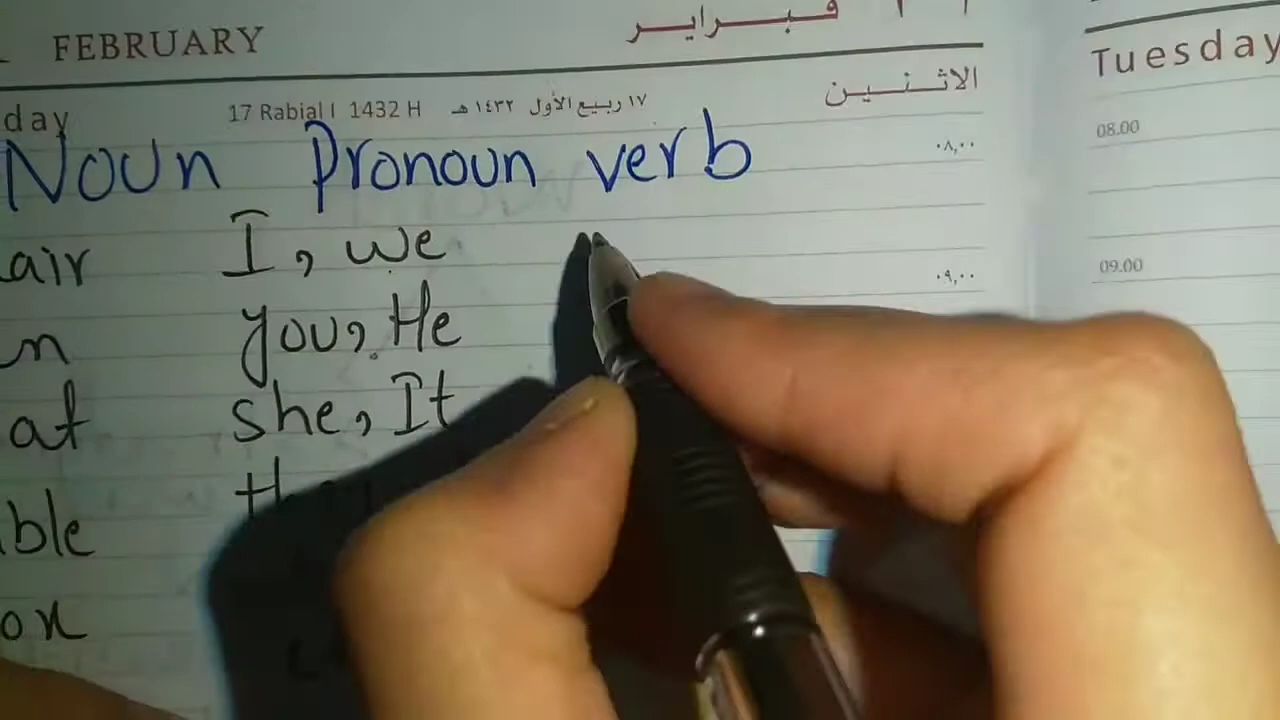 FEBRUARY فبراير
day 17 Rabial I 1432 H ١٧ ربيع الأول ١٤٣٢ هـ الاثنين
Noun Pronoun verb
٠٨,٠٠
air I, we
٠٩,٠٠
n you, He
at she, It
ble
ox
Tuesday
08.00
09.00